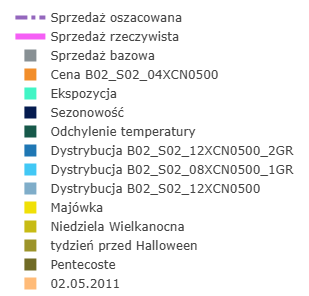 Sprzedaż oszacowana
Sprzedaż rzeczywista
Sprzedaż bazowa
Cena B02_S02_04XCN0500
Ekspozycja
Sezonowość
Odchylenie temperatury
Dystrybucja B02_S02_12XCN0500_2GR
Dystrybucja B02_S02_08XCN0500_1GR
Dystrybucja B02_S02_12XCN0500
Majówka
Niedziela Wielkanocna
tydzień przed Halloween
Pentecoste
02.05.2011